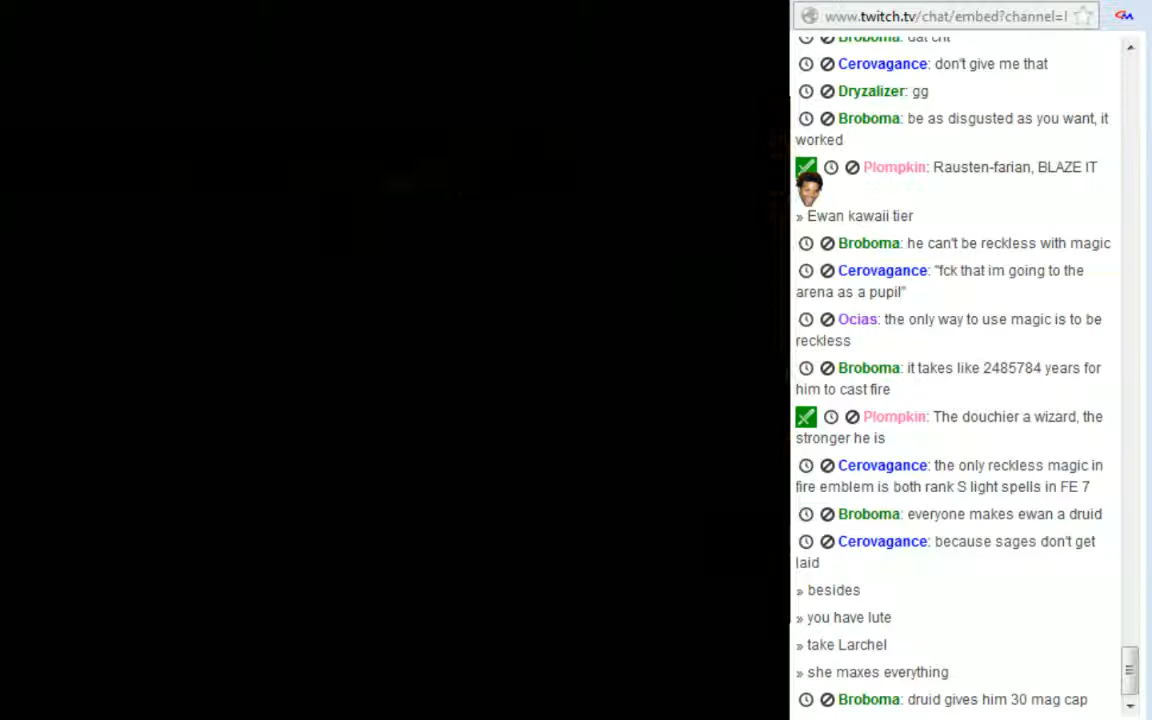 www.twitch.tv/chat/embed?channel=l
Broboma: dat crit
Cerovagance: don't give me that
Dryzalizer: gg
Broboma: be as disgusted as you want, it
worked
Plompkin: Rausten-farian, BLAZE IT
» Ewan kawaii tier
Broboma: he can't be reckless with magic
Cerovagance: "fck that im going to the
arena as a pupil"
Ocias: the only way to use magic is to be
reckless
Broboma: it takes like 2485784 years for
him to cast fire
Plompkin: The douchier a wizard, the
stronger he is
Cerovagance: the only reckless magic in
fire emblem is both rank S light spells in FE 7
Broboma: everyone makes ewan a druid
Cerovagance: because sages don't get
laid
» besides
» you have lute
» take Larchel
» she maxes everything
Broboma: druid gives him 30 mag cap